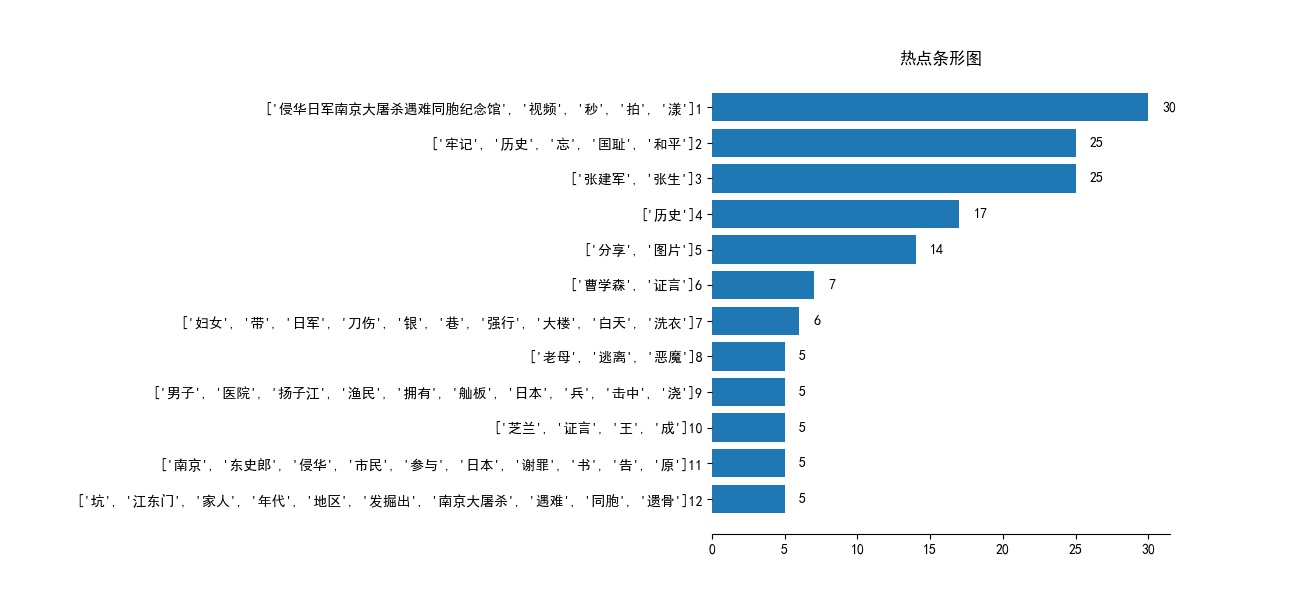 热点条形图
['侵华日军南京大屠杀遇难同胞纪念馆', '视频', '秒', '拍', '漾']1 30
['牢记', '历史', '忘', '国耻', '和平']2 25
['张建军', '张生']3 25
['历史']4 17
['分享', '图片']5 14
['曹学森', '证言']6 7
['妇女', '带', '日军', '刀伤', '银', '巷', '强行', '大楼', '白天', '洗衣']7 6
['老母', '逃离', '恶魔']8 5
['男子', '医院', '扬子江', '渔民', '拥有', '舢板', '日本', '兵', '击中', '浇']9 5
['芝兰', '证言', '王', '成']10 5
['南京', '东史郎', '侵华', '市民', '参与', '日本', '谢罪', '书', '告', '原']11 5
['坑', '江东门', '家人', '年代', '地区', '发掘出', '南京大屠杀', '遇难', '同胞', '遗骨']12 5
0 5 10 15 20 25 30